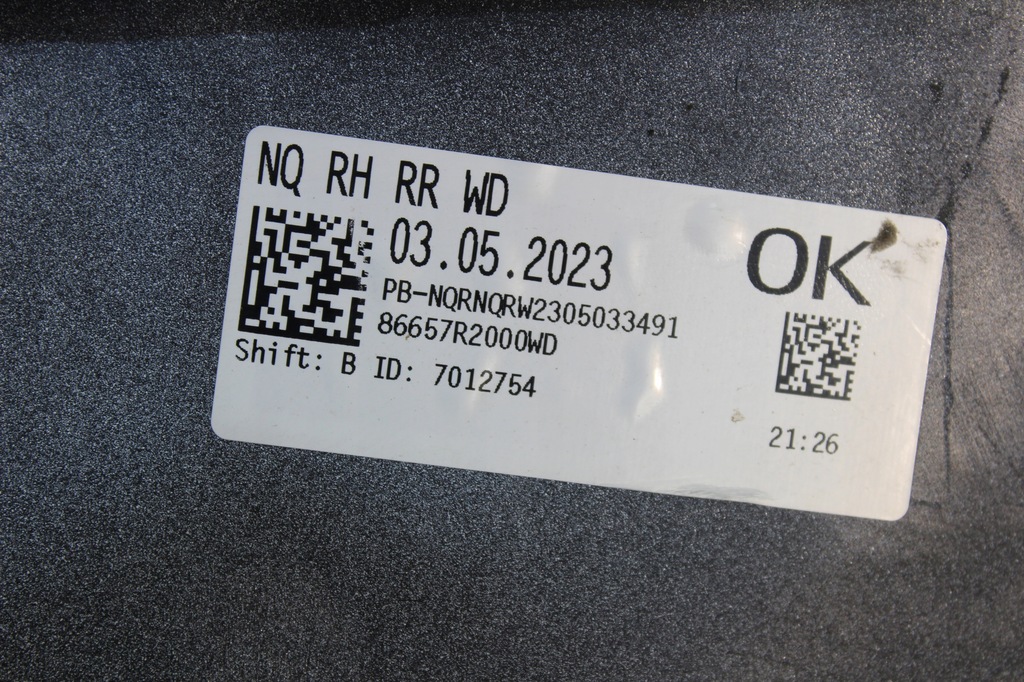 NQ RH RR WD
03.05.2023
OK
PB-NQRNQRW2305033491
86657R2000WD
Shift: B ID: 7012754
21:26